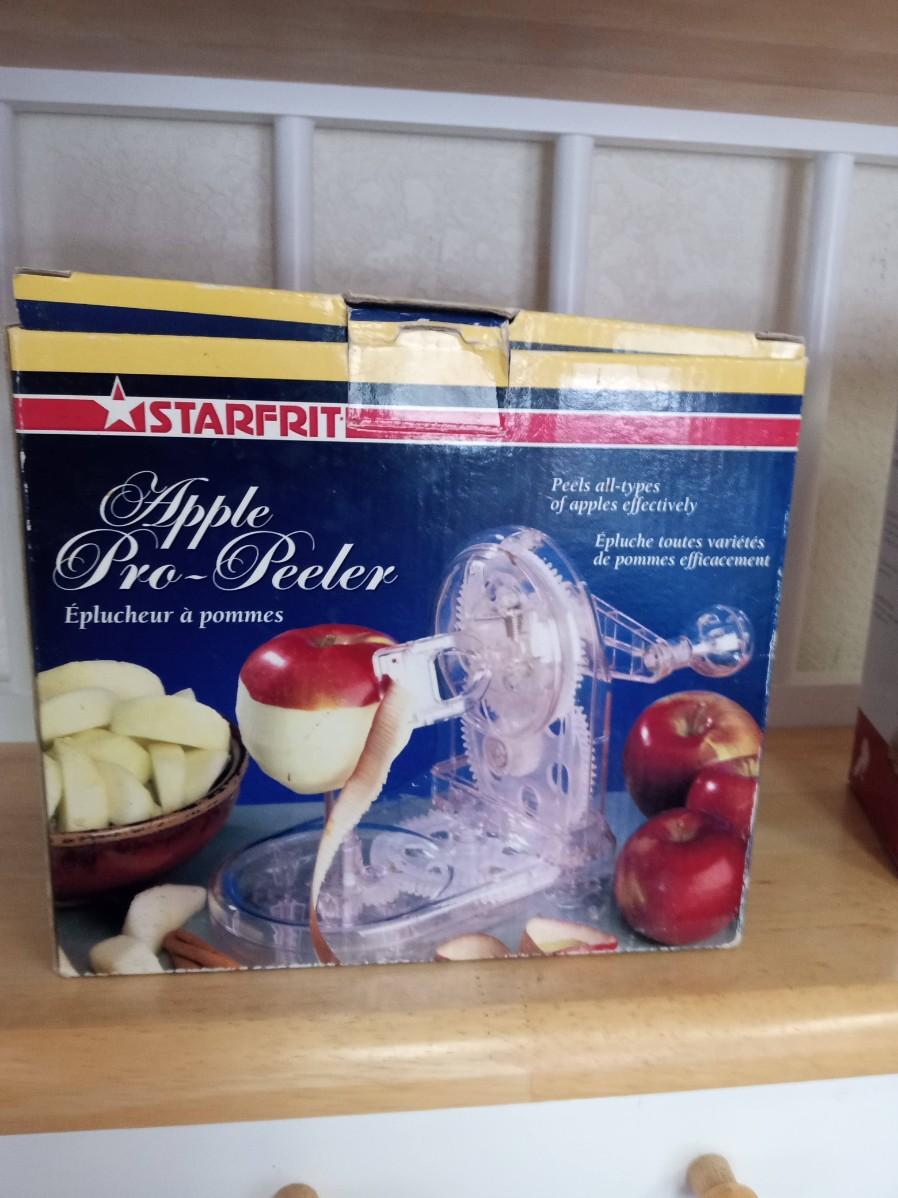 STARFRIT
Apple
Pro-Peeler
Éplucheur à pommes
Peels all-types
of apples effectively
Épluche toutes variétés
de pommes efficacement